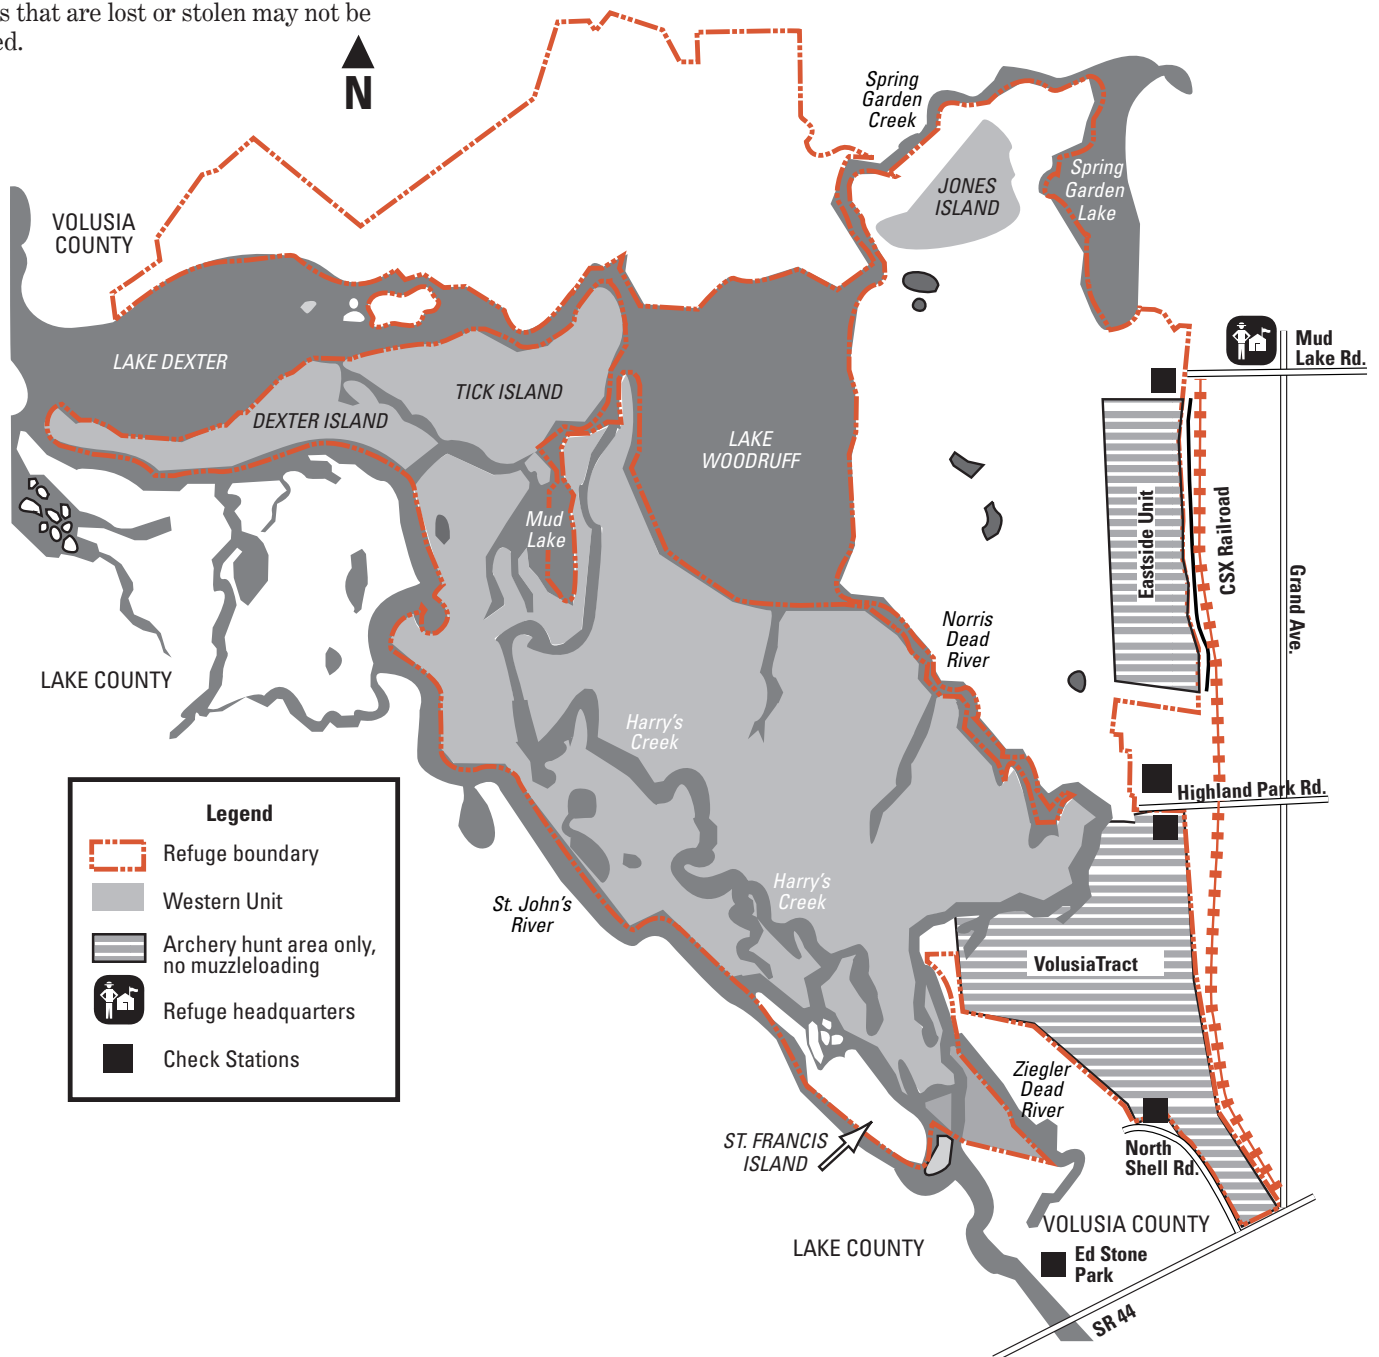 s that are lost or stolen may not be
ed.
N
Spring
Garden
Creek
JONES
ISLAND
Spring
Garden
Lake
VOLUSIA
COUNTY
Mud
Lake Rd.
LAKE DEXTER
TICK ISLAND
DEXTER ISLAND
LAKE
WOODRUFF
Mud
Lake
Eastside Unit
CSX Railroad
Grand Ave.
Norris
Dead
River
LAKE COUNTY
Harry's
Creek
Highland Park Rd.
Legend
Refuge boundary
Western Unit
Archery hunt area only,
no muzzleloading
Refuge headquarters
Check Stations
St. John's
River
Harry's
Creek
VolusiaTract
Ziegler
Dead
River
ST. FRANCIS
ISLAND
North
Shell Rd.
VOLUSIA COUNTY
LAKE COUNTY
Ed Stone
Park
SR 44